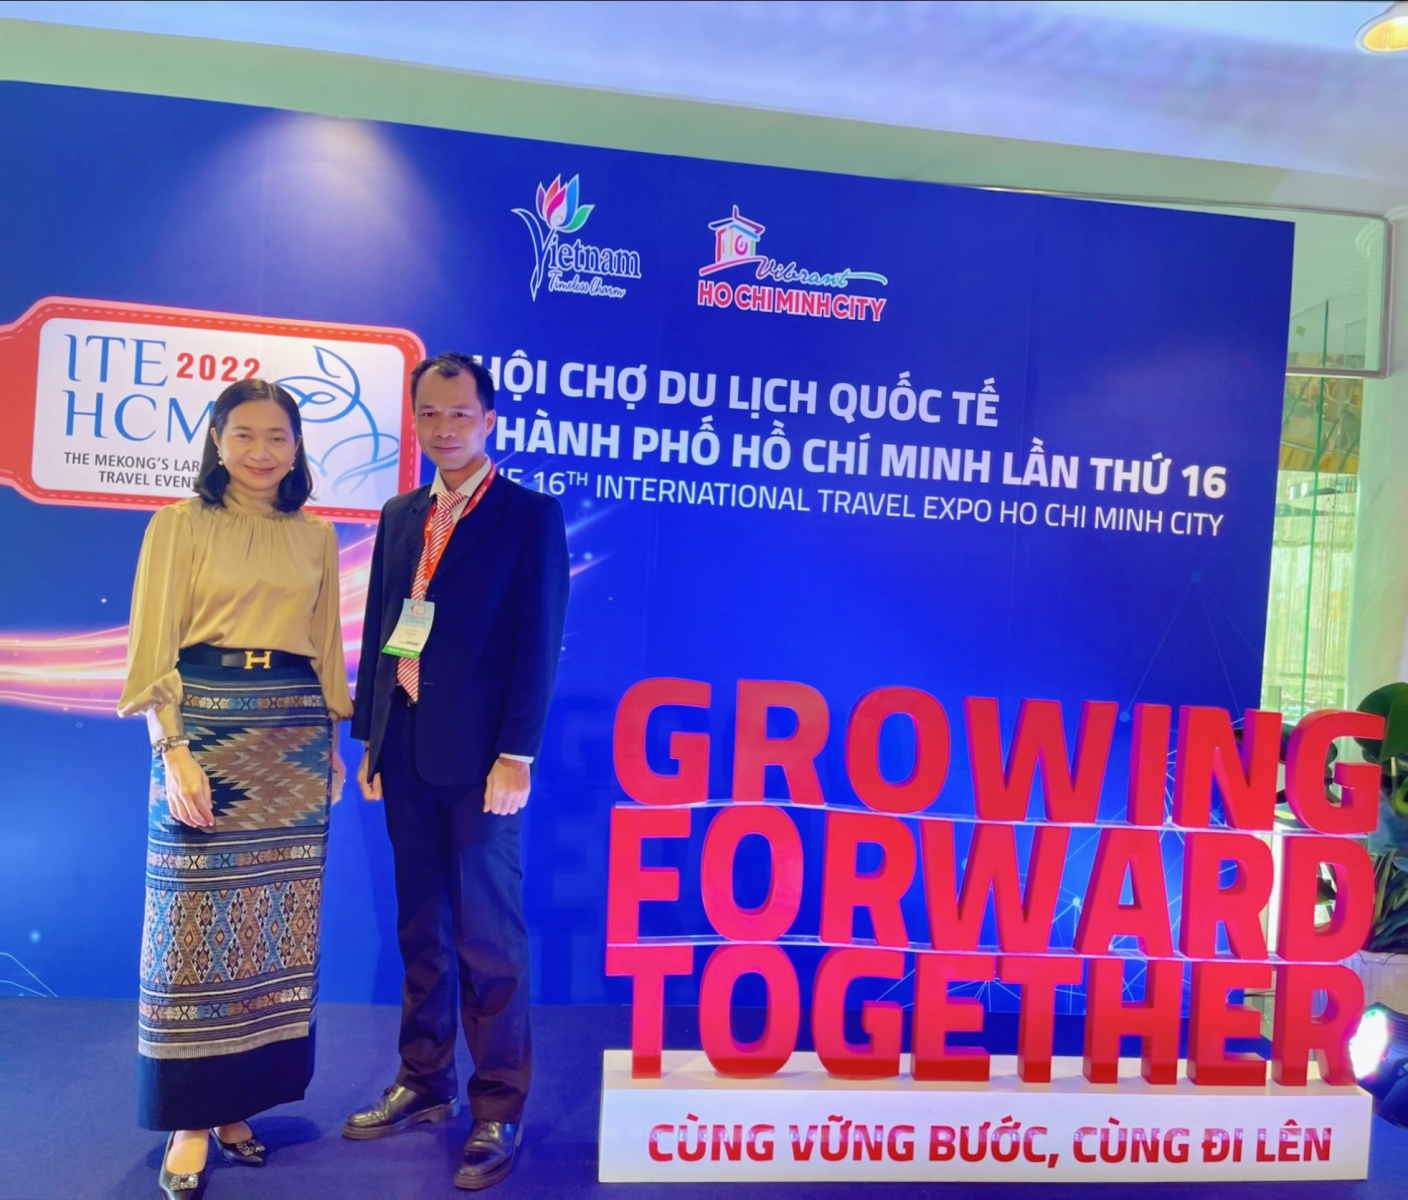 Vietnam
Timeless Charm
Vibrant
HO CHI MINH CITY
ITE 2022
HCM
THE MEKONG'S LAR
TRAVEL EVENT
HỘI CHỢ DU LỊCH QUỐC TẾ
HÀNH PHỐ HỒ CHÍ MINH LẦN THỨ 16
16TH INTERNATIONAL TRAVEL EXPO HO CHI MINH CITY
GROWING
FORWARD
TOGETHER
CÙNG VỮNG BƯỚC, CÙNG ĐI LÊN